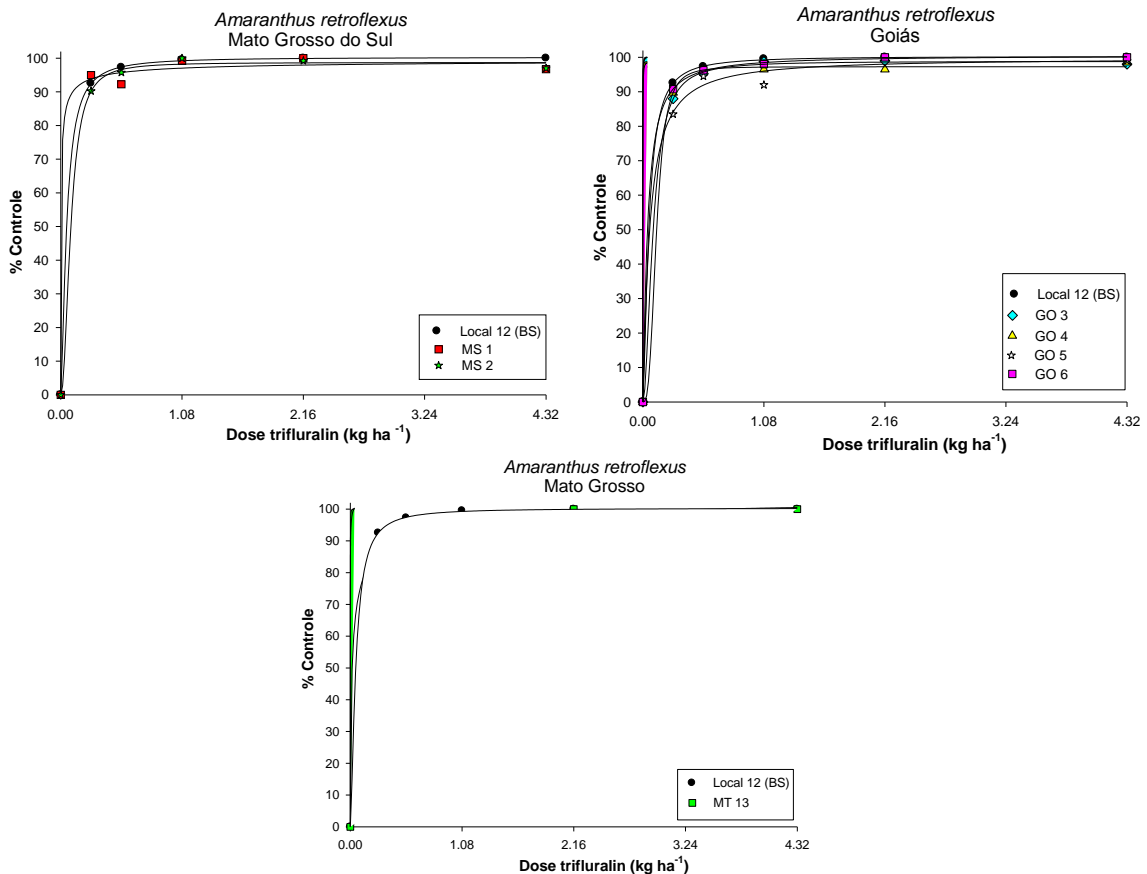 Amaranthus retroflexus
Mato Grosso do Sul
% Controle
100
90
80
70
60
50
40
30
20
10
0
Local 12 (BS)
MS 1
MS 2
0.00 1.08 2.16 3.24 4.32
Dose trifluralin (kg ha -1)
Amaranthus retroflexus
Goiás
% Controle
100
90
80
70
60
50
40
30
20
10
0
Local 12 (BS)
GO 3
GO 4
GO 5
GO 6
0.00 1.08 2.16 3.24 4.32
Dose trifluralin (kg ha-1)
Amaranthus retroflexus
Mato Grosso
% Controle
100
90
80
70
60
50
40
30
20
10
0
Local 12 (BS)
MT 13
0.00 1.08 2.16 3.24 4.32
Dose trifluralin (kg ha-1)